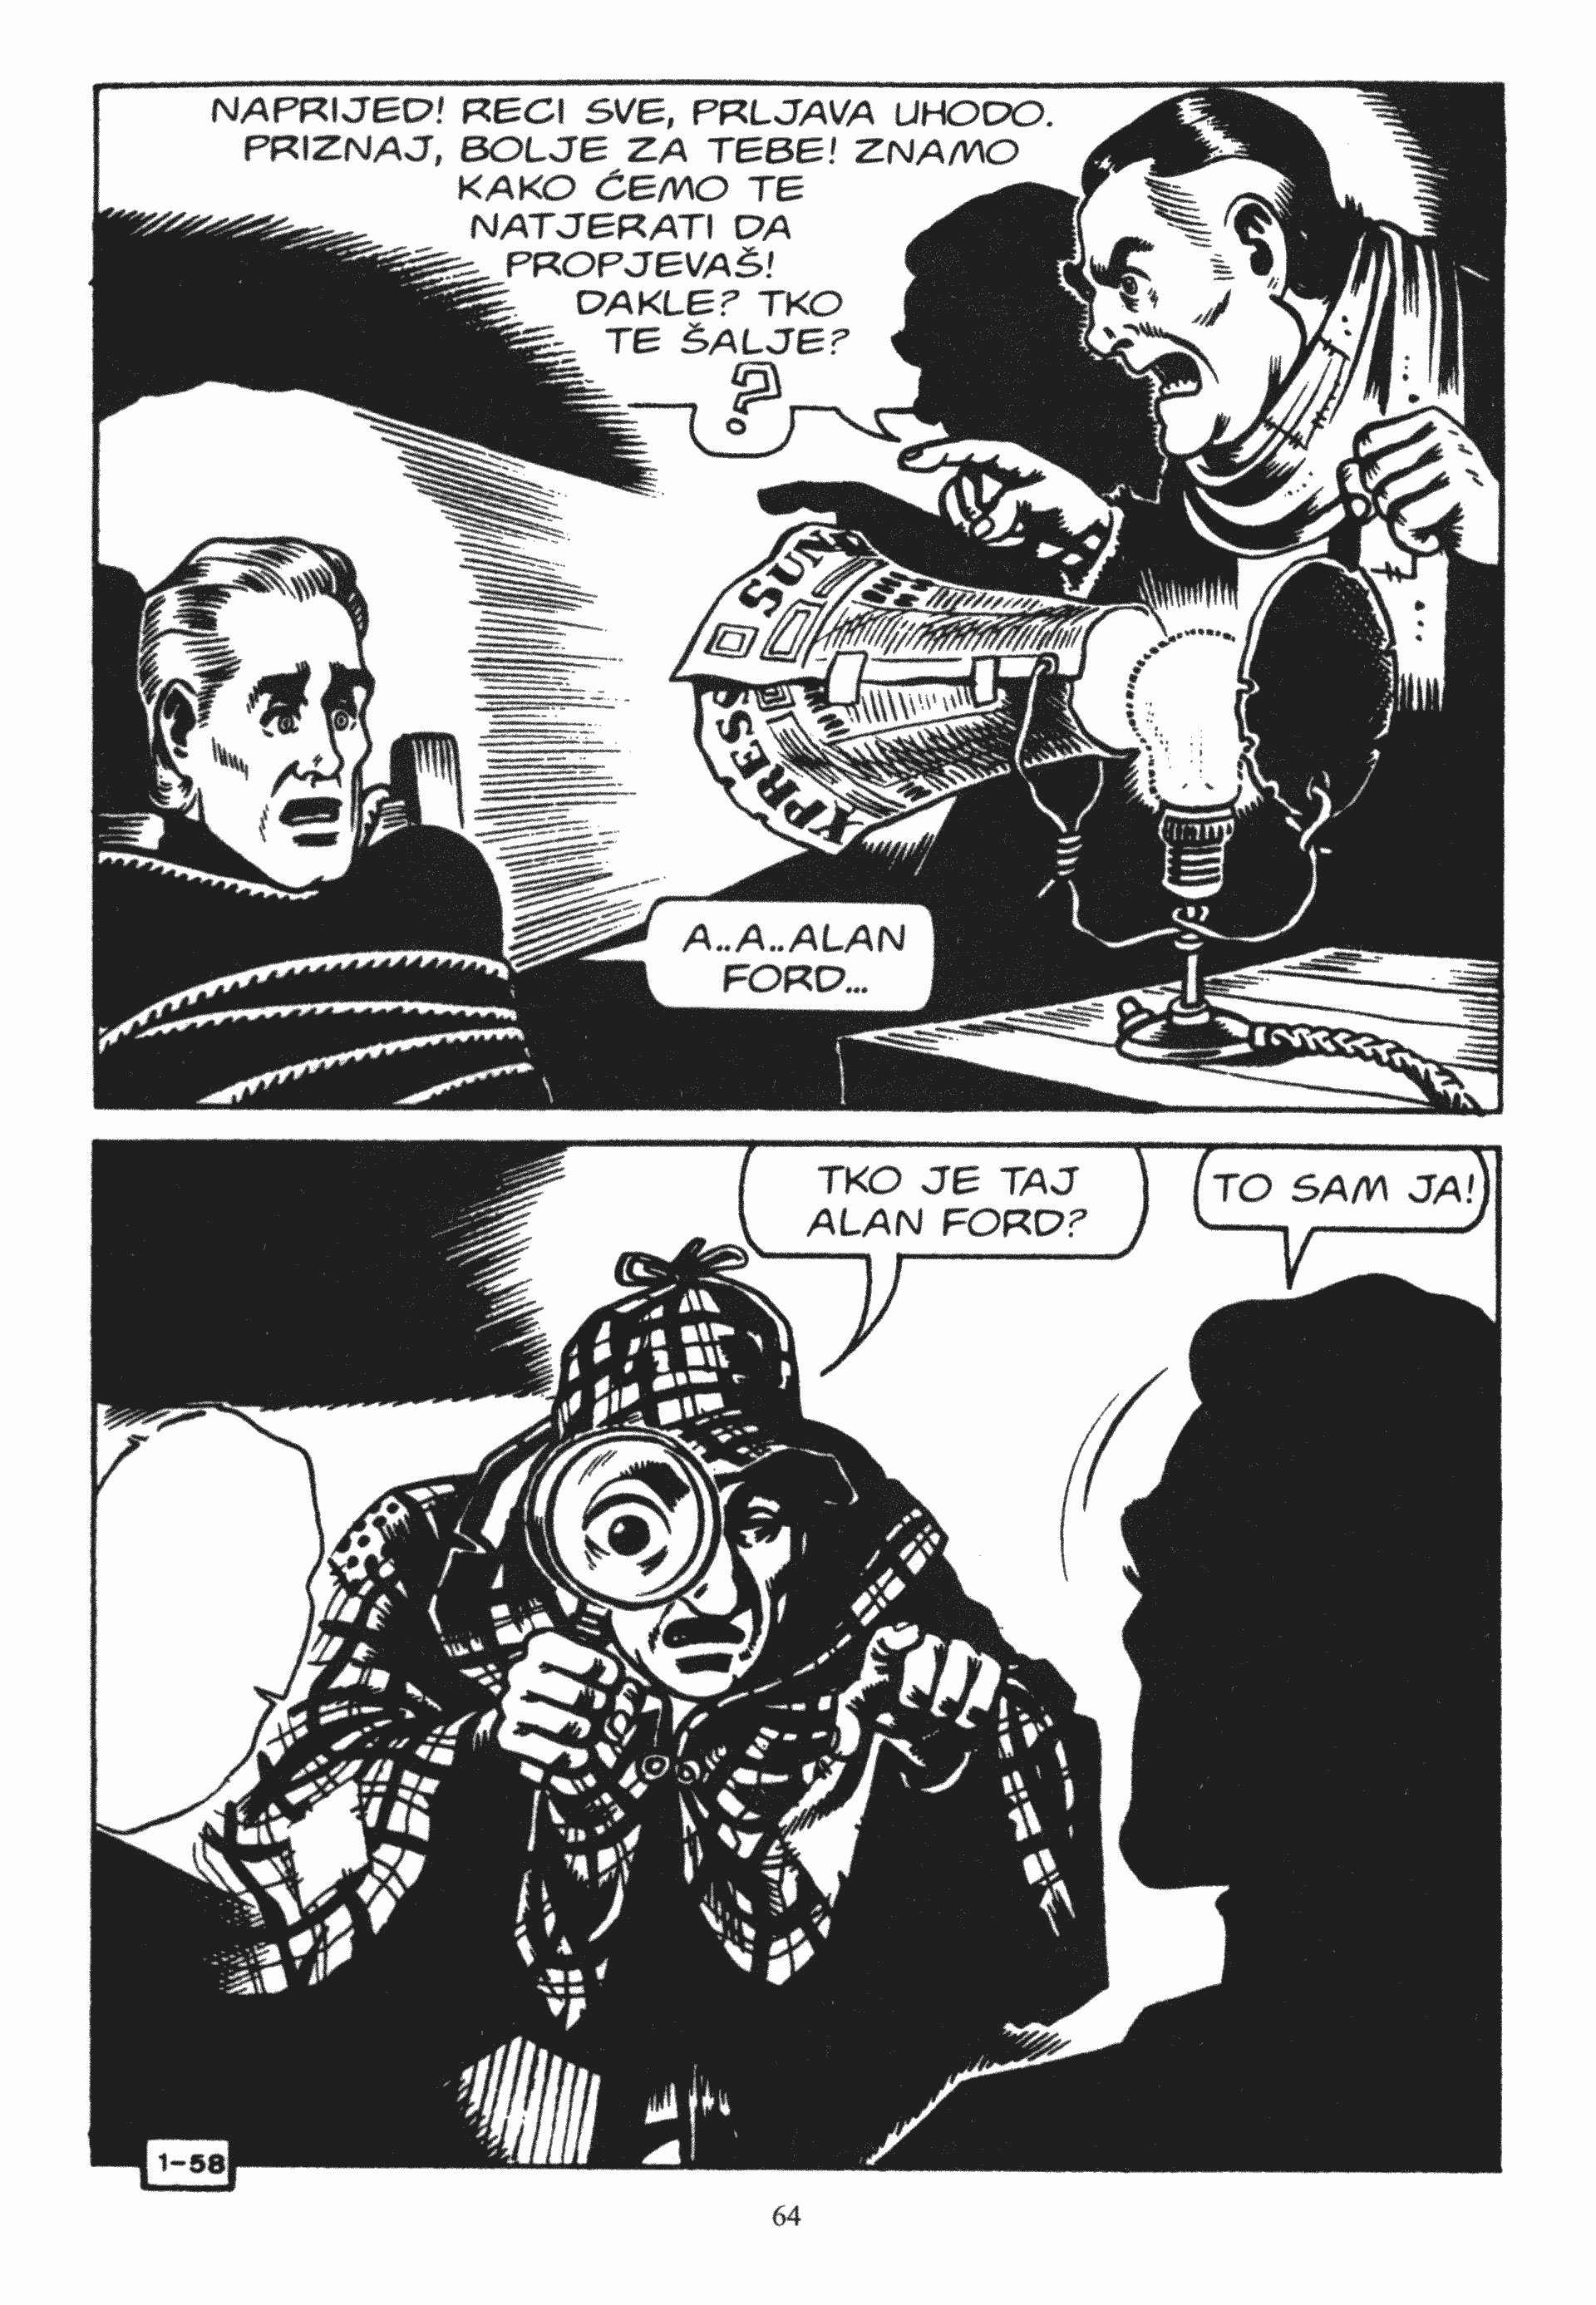 NAPRIJED! RECI SVE, PRLJAVA UHODO.
PRIZNAJ, BOLJE ZA TEBE! ZNAMO
KAKO ĆEMO TE
NATJERATI DA
PROPJEVAŠ!
DAKLE? TKO
TE ŠALJE?
?
SUN
XPRESS
A..A..ALAN
FORD...
TKO JE TAJ
ALAN FORD?
TO SAM JA!
1-58
64